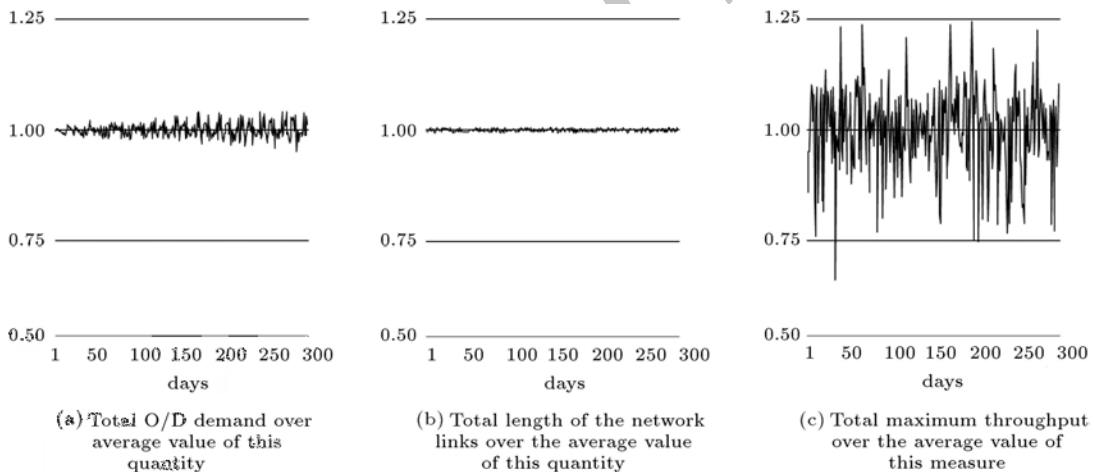 1.25
1.00
0.75
0.50
1 50 100 150 200 250 300
days
(a) Total O/D demand over
average value of this
quantity
1.25
1.00
0.75
0.50
1 50 100 150 200 250 300
days
(b) Total length of the network
links over the average value
of this quantity
1.25
1.00
0.75
0.50
1 50 100 150 200 250 300
days
(c) Total maximum throughput
over the average value of
this measure